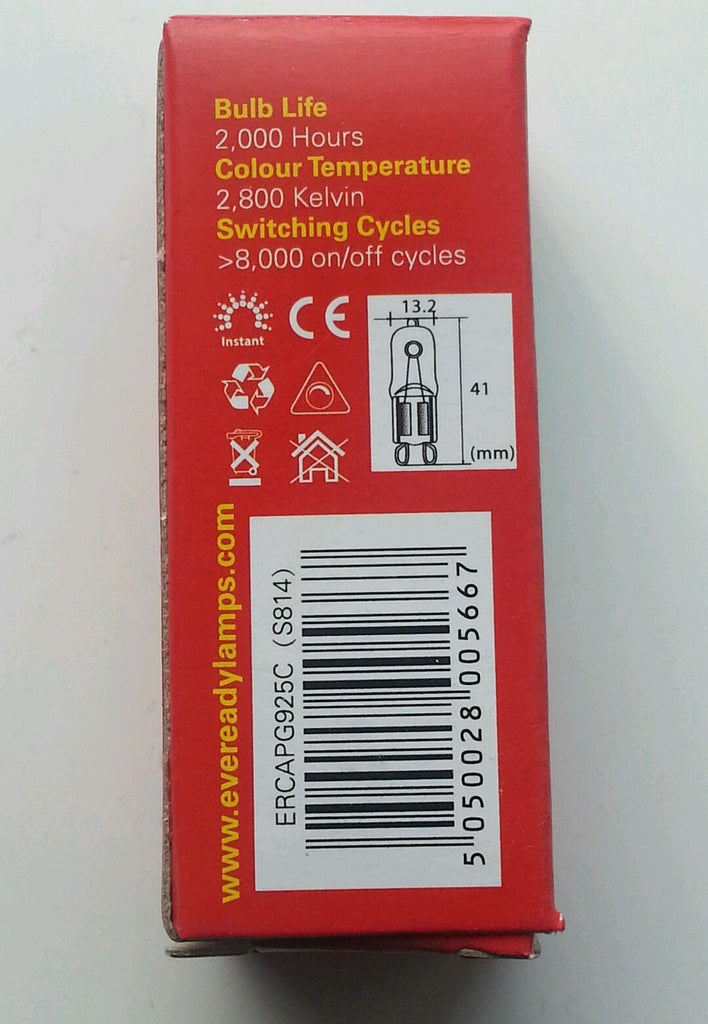 Bulb Life
2,000 Hours
Colour Temperature
2,800 Kelvin
Switching Cycles
>8,000 on/off cycles
Instant
CE
13.2
41
(mm)
www.evereadylamps.com
ERCAPG925C (S814)
5 050028 005667